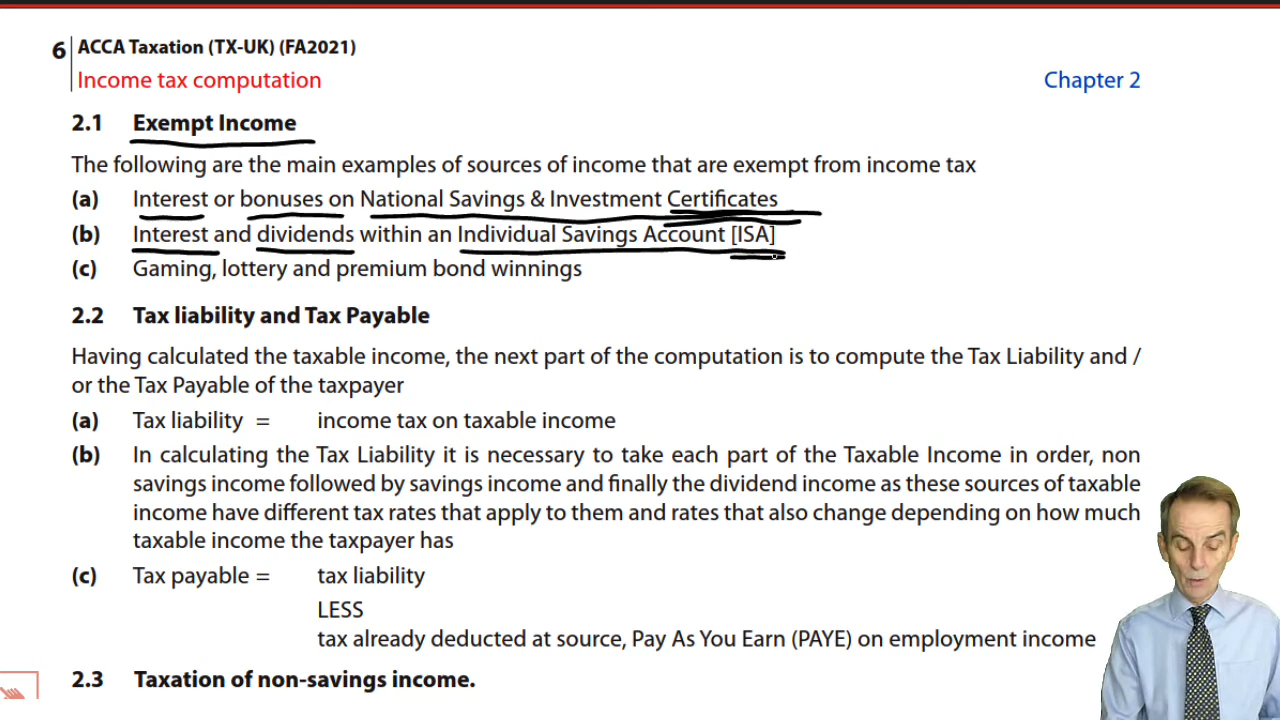 6 ACCA Taxation (TX-UK) (FA2021)
Income tax computation Chapter 2
2.1 Exempt Income
The following are the main examples of sources of income that are exempt from income tax
(a) Interest or bonuses on National Savings & Investment Certificates
(b) Interest and dividends within an Individual Savings Account [ISA]
(c) Gaming, lottery and premium bond winnings
2.2 Tax liability and Tax Payable
Having calculated the taxable income, the next part of the computation is to compute the Tax Liability and /
or the Tax Payable of the taxpayer
(a) Tax liability = income tax on taxable income
(b) In calculating the Tax Liability it is necessary to take each part of the Taxable Income in order, non
savings income followed by savings income and finally the dividend income as these sources of taxable
income have different tax rates that apply to them and rates that also change depending on how much
taxable income the taxpayer has
(c) Tax payable = tax liability
LESS
tax already deducted at source, Pay As You Earn (PAYE) on employment income
2.3 Taxation of non-savings income.